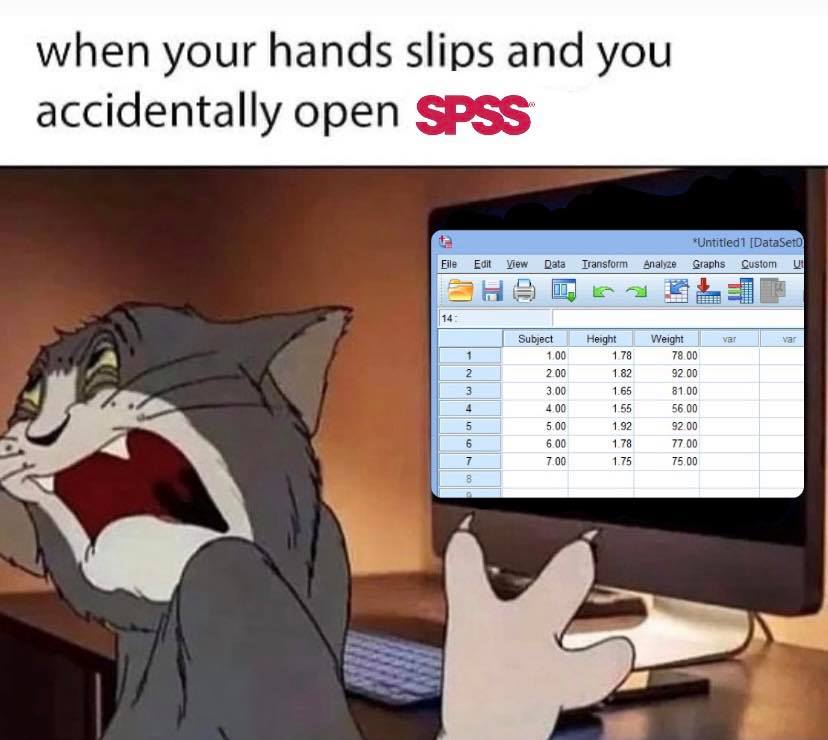 when your hands slips and you
accidentally open SPSS®
*Untitled1 [DataSet0
File Edit View Data Transform Analyze Graphs Custom Ut
14 :
Subject Height Weight var var
1 1.00 1.78 78.00
2 2.00 1.82 92.00
3 3.00 1.65 81.00
4 4.00 1.55 56.00
5 5.00 1.92 92.00
6 6.00 1.78 77.00
7 7.00 1.75 75.00
8
9